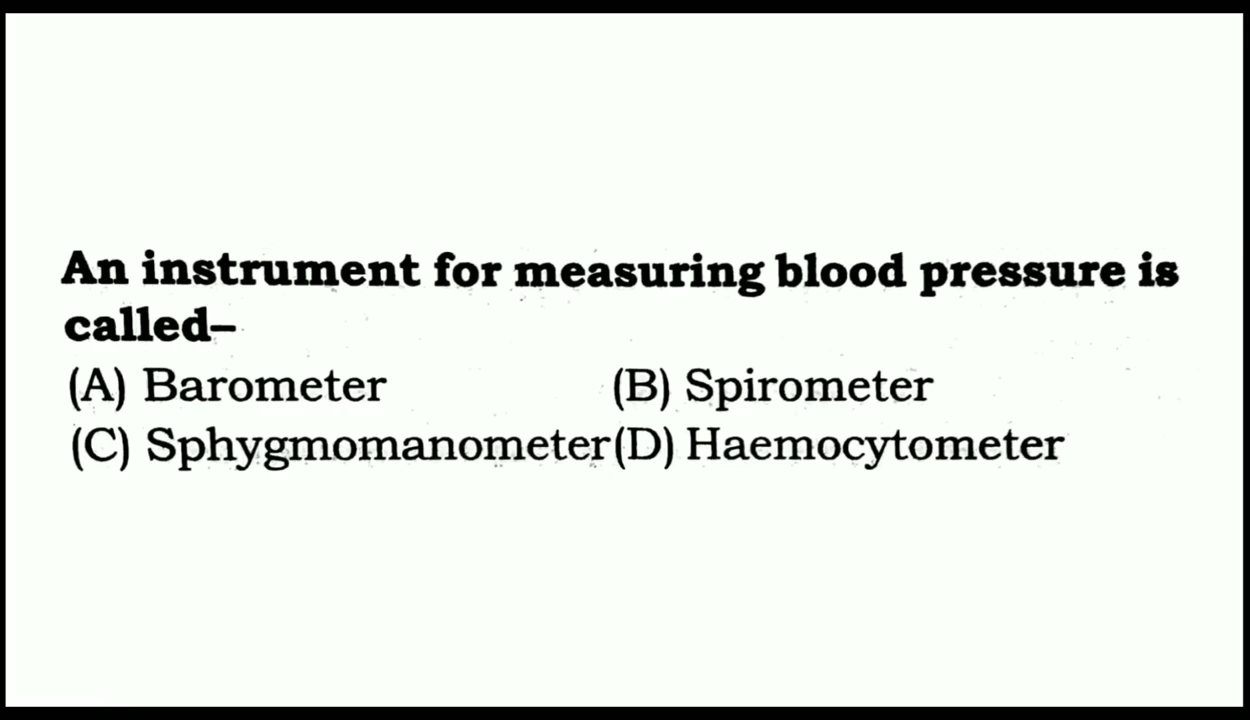 An instrument for measuring blood pressure is
called–
(A) Barometer (B) Spirometer
(C) Sphygmomanometer (D) Haemocytometer